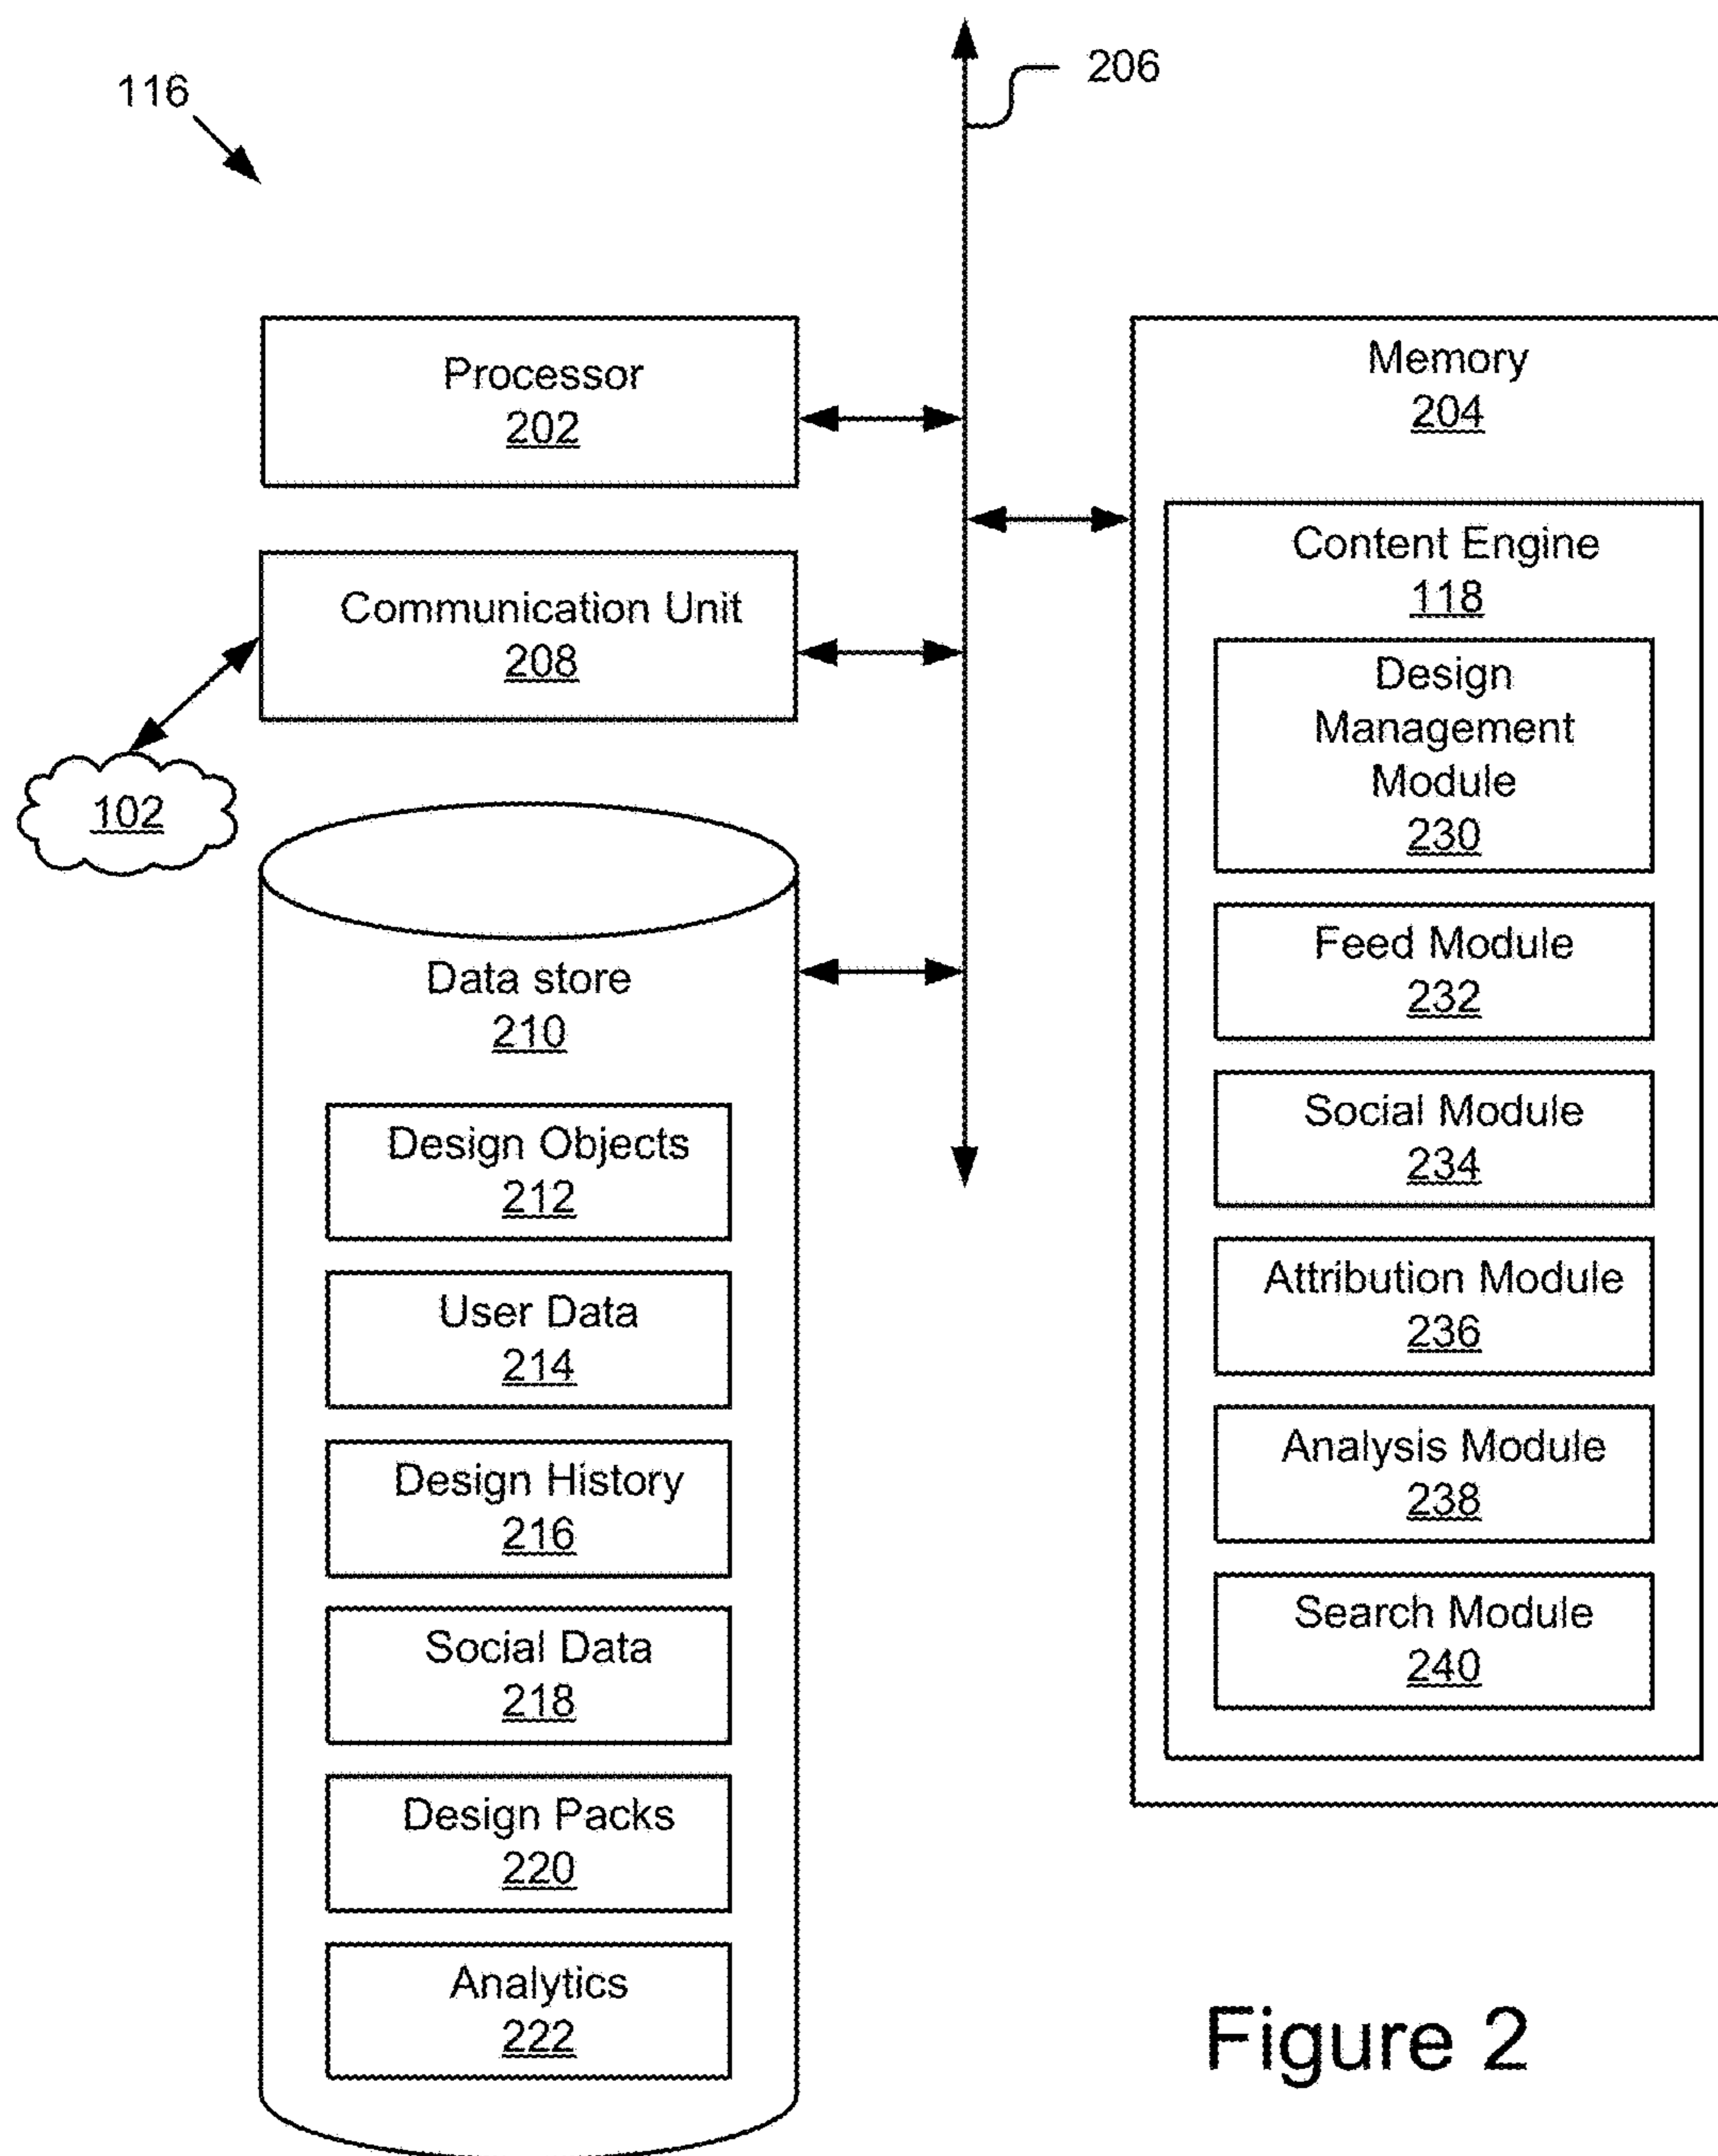 116
206
Processor
202
Communication Unit
208
102
Data store
210
Design Objects
212
User Data
214
Design History
216
Social Data
218
Design Packs
220
Analytics
222
Memory
204
Content Engine
118
Design
Management
Module
230
Feed Module
232
Social Module
234
Attribution Module
236
Analysis Module
238
Search Module
240
Figure 2